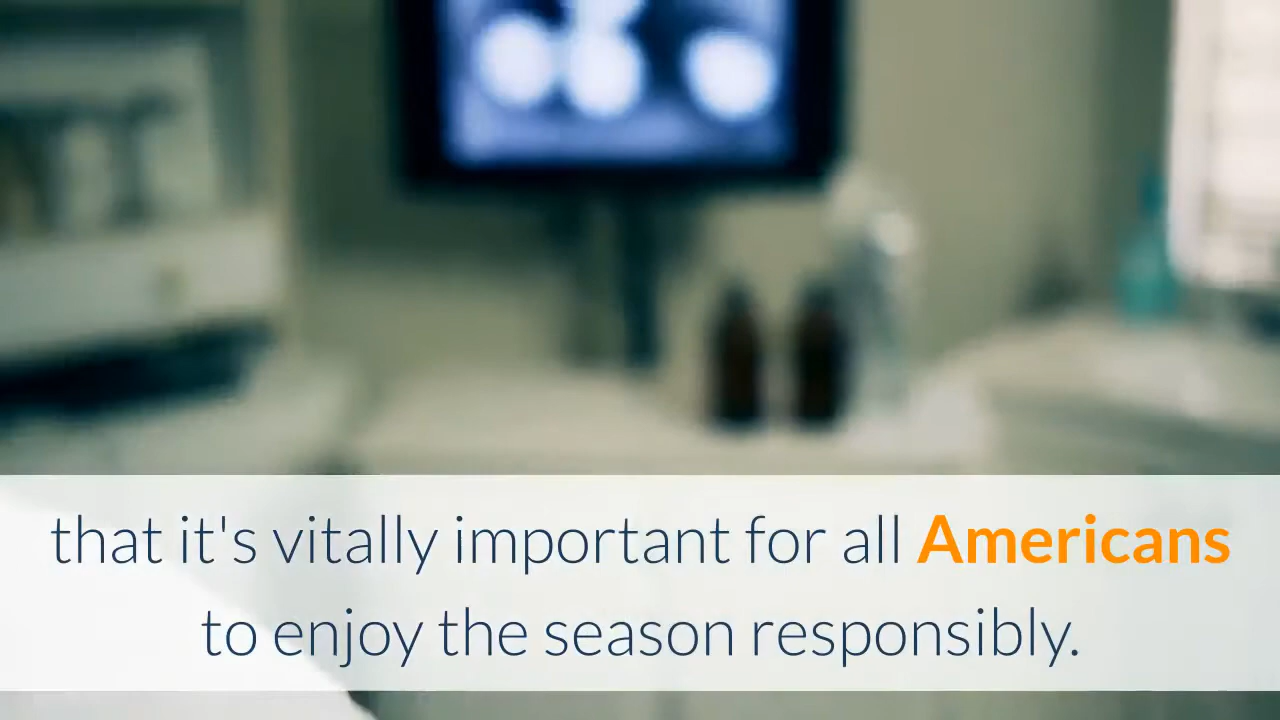 that it's vitally important for all Americans
to enjoy the season responsibly.